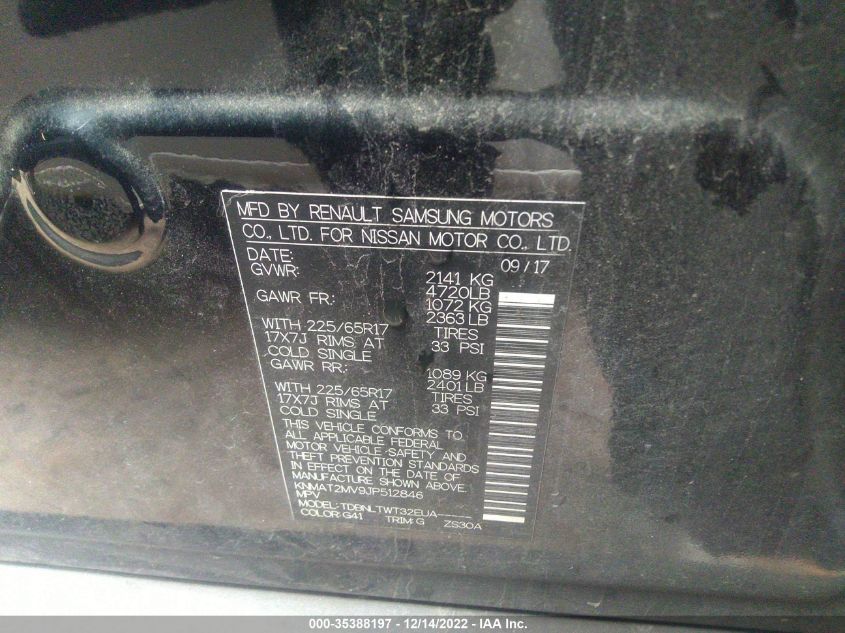 MFD BY RENAULT SAMSUNG MOTORS
CO., LTD. FOR NISSAN MOTOR CO., LTD.
DATE: 09/17
GVWR: 2141 KG
4720LB
GAWR FR: 1072 KG
2363 LB
WITH 225/65R17 TIRES
17X7J RIMS AT 33 PSI
COLD SINGLE
GAWR RR: 1089 KG
2401 LB
WITH 225/65R17 TIRES
17X7J RIMS AT 33 PSI
COLD SINGLE
THIS VEHICLE CONFORMS TO
ALL APPLICABLE FEDERAL
MOTOR VEHICLE-SAFETY AND
THEFT PREVENTION STANDARDS
IN EFFECT ON THE DATE OF
MANUFACTURE SHOWN ABOVE.
KNMAT2MV9JP512846
MPV
MODEL: TDBNLTWT32EUA-----
COLOR: G41 TRIM: G ZS30A
000-35388197 - 12/14/2022 - IAA Inc.